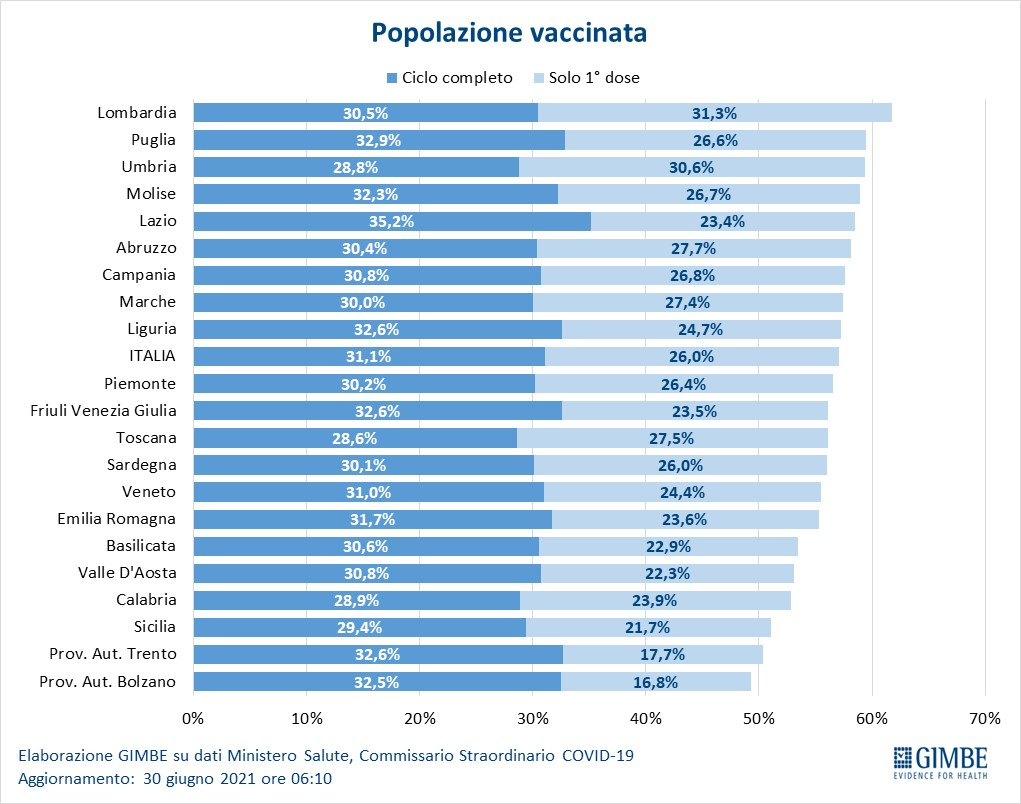 Popolazione vaccinata
Ciclo completo Solo 1° dose
Lombardia 30,5% 31,3%
Puglia 32,9% 26,6%
Umbria 28,8% 30,6%
Molise 32,3% 26,7%
Lazio 35,2% 23,4%
Abruzzo 30,4% 27,7%
Campania 30,8% 26,8%
Marche 30,0% 27,4%
Liguria 32,6% 24,7%
ITALIA 31,1% 26,0%
Piemonte 30,2% 26,4%
Friuli Venezia Giulia 32,6% 23,5%
Toscana 28,6% 27,5%
Sardegna 30,1% 26,0%
Veneto 31,0% 24,4%
Emilia Romagna 31,7% 23,6%
Basilicata 30,6% 22,9%
Valle D'Aosta 30,8% 22,3%
Calabria 28,9% 23,9%
Sicilia 29,4% 21,7%
Prov. Aut. Trento 32,6% 17,7%
Prov. Aut. Bolzano 32,5% 16,8%
0% 10% 20% 30% 40% 50% 60% 70%
Elaborazione GIMBE su dati Ministero Salute, Commissario Straordinario COVID-19
Aggiornamento: 30 giugno 2021 ore 06:10
GIMBE
EVIDENCE FOR HEALTH